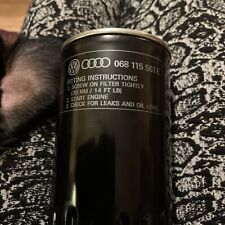 068 115 561 E
FITTING INSTRUCTIONS
1. SCREW ON FILTER TIGHTLY
(20 NM / 14 FT LB)
2. START ENGINE
3. CHECK FOR LEAKS AND OIL LEVEL